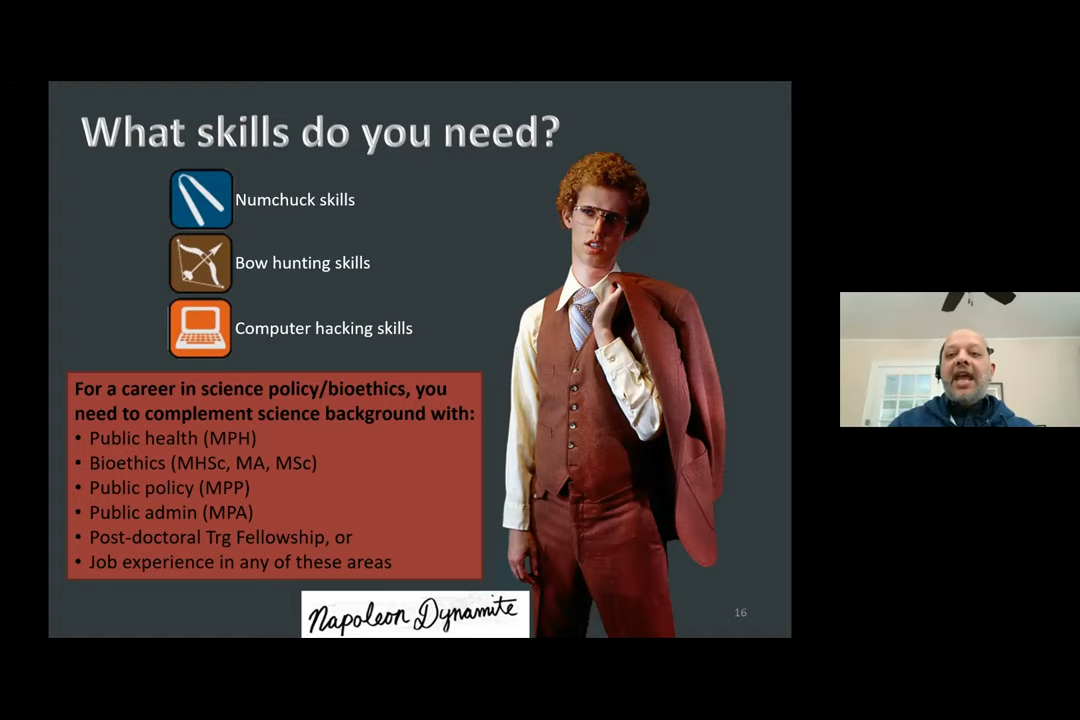 What skills do you need?
Numchuck skills
Bow hunting skills
Computer hacking skills
For a career in science policy/bioethics, you
need to complement science background with:
• Public health (MPH)
• Bioethics (MHSc, MA, MSc)
• Public policy (MPP)
• Public admin (MPA)
• Post-doctoral Trg Fellowship, or
• Job experience in any of these areas
Napoleon Dynamite
16